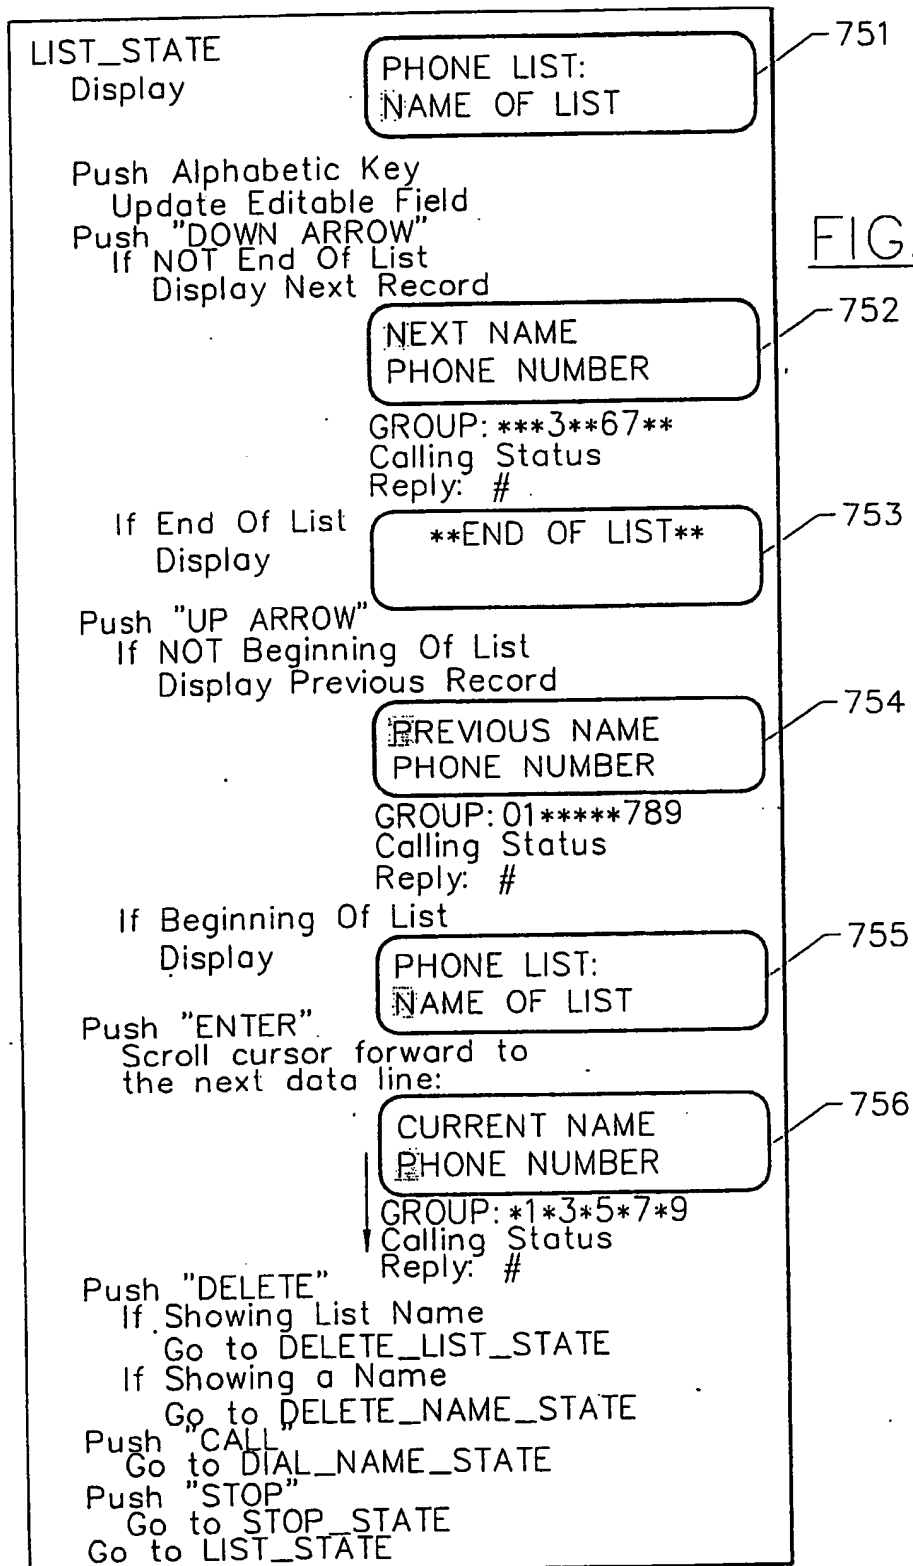 LIST_STATE
Display
PHONE LIST:
NAME OF LIST
751
Push Alphabetic Key
Update Editable Field
Push "DOWN ARROW"
If NOT End Of List
Display Next Record
FIG.
NEXT NAME
PHONE NUMBER
752
GROUP: ***3**67**
Calling Status
Reply: #
If End Of List
Display
**END OF LIST**
753
Push "UP ARROW"
If NOT Beginning Of List
Display Previous Record
PREVIOUS NAME
PHONE NUMBER
754
GROUP: 01*****789
Calling Status
Reply: #
If Beginning Of List
Display
PHONE LIST:
NAME OF LIST
755
Push "ENTER"
Scroll cursor forward to
the next data line:
CURRENT NAME
PHONE NUMBER
756
GROUP: *1*3*5*7*9
Calling Status
Reply: #
Push "DELETE"
If Showing List Name
Go to DELETE_LIST_STATE
If Showing a Name
Go to DELETE_NAME_STATE
Push "CALL"
Go to DIAL_NAME_STATE
Push "STOP"
Go to STOP_STATE
Go to LIST_STATE